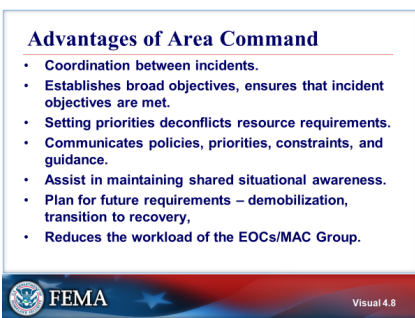 Advantages of Area Command
• Coordination between incidents.
• Establishes broad objectives, ensures that incident
objectives are met.
• Setting priorities deconflicts resource requirements.
• Communicates policies, priorities, constraints, and
guidance.
• Assist in maintaining shared situational awareness.
• Plan for future requirements – demobilization,
transition to recovery,
• Reduces the workload of the EOCs/MAC Group.
FEMA
Visual 4.8